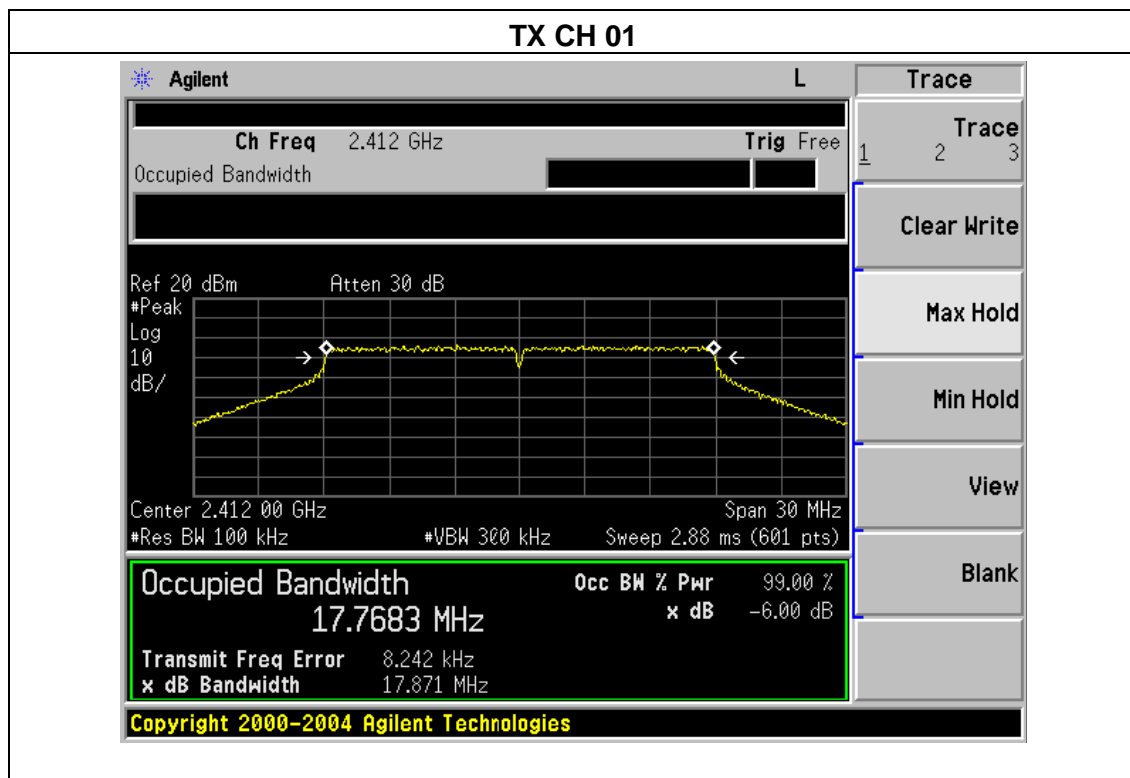 TX CH 01
Agilent L Trace
Ch Freq 2.412 GHz Trig Free
Occupied Bandwidth
Trace
1 2 3
Clear Write
Max Hold
Min Hold
View
Blank
Ref 20 dBm Atten 30 dB
#Peak
Log
10
dB/
Center 2.412 00 GHz Span 30 MHz
#Res BW 100 kHz #VBW 300 kHz Sweep 2.88 ms (601 pts)
Occupied Bandwidth Occ BW % Pwr 99.00 %
17.7683 MHz x dB -6.00 dB
Transmit Freq Error 8.242 kHz
x dB Bandwidth 17.871 MHz
Copyright 2000-2004 Agilent Technologies